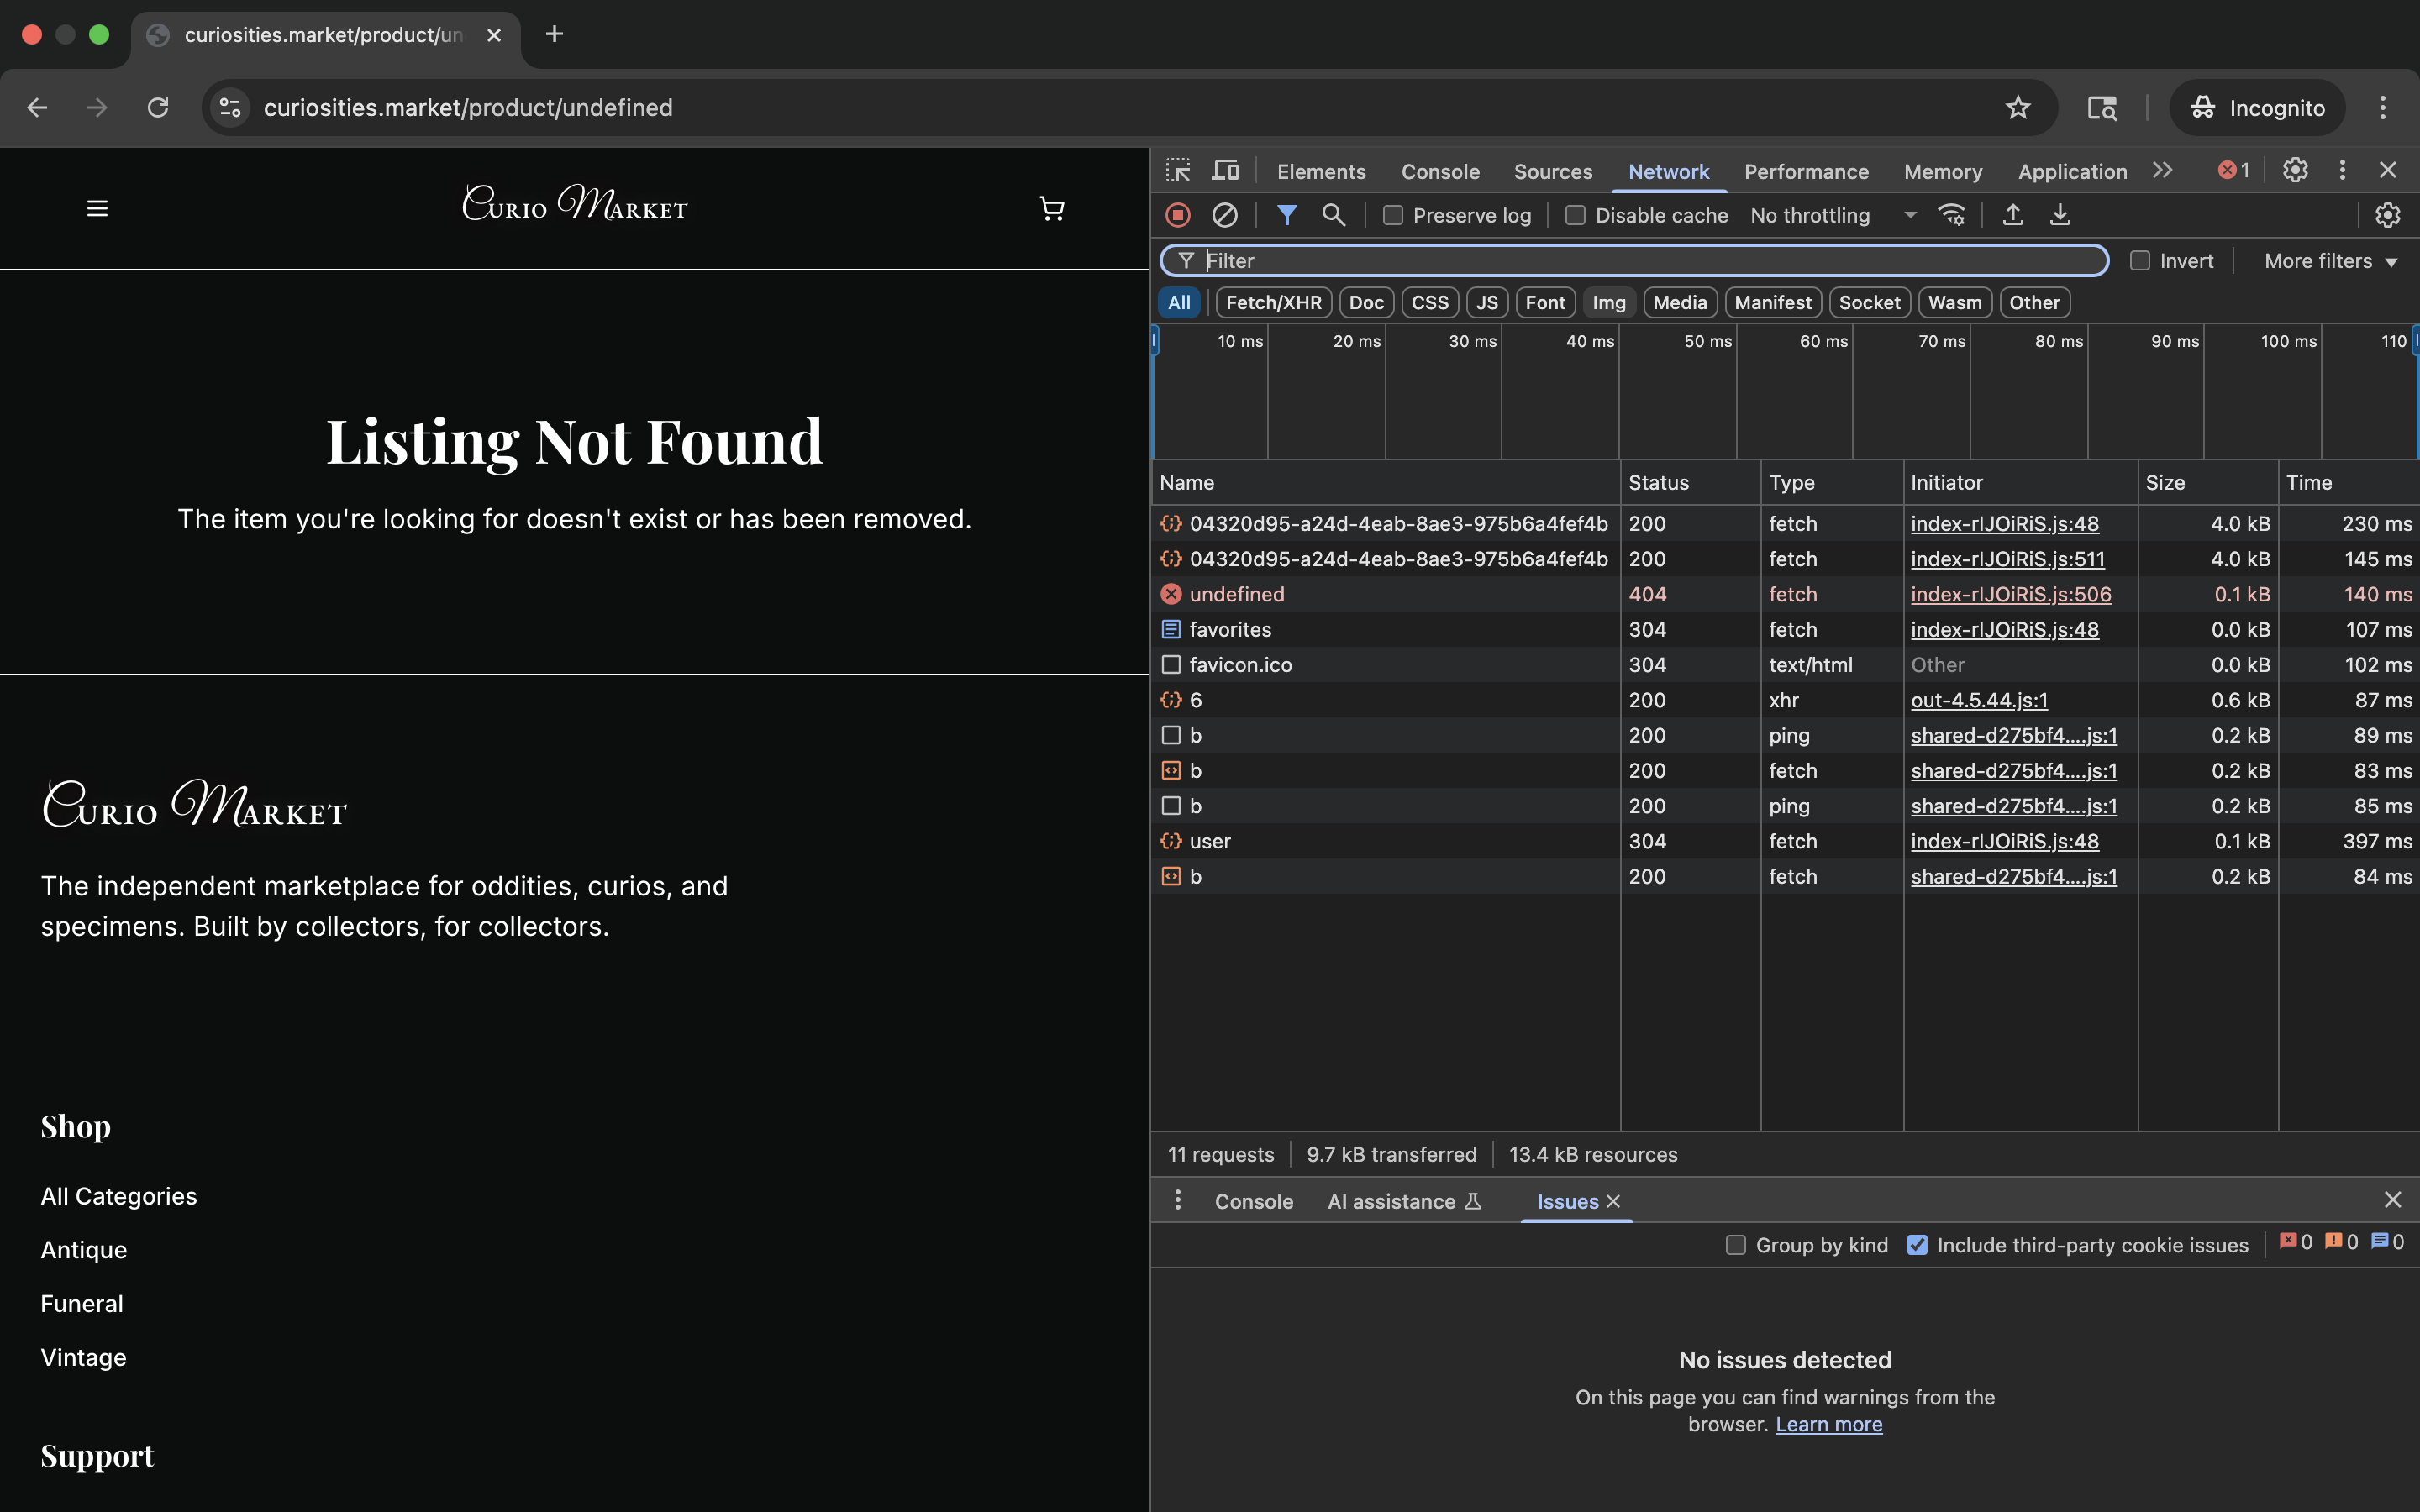 curiosities.market/product/un
curiosities.market/product/undefined
Incognito
Curio Market
Listing Not Found
The item you're looking for doesn't exist or has been removed.
Curio Market
The independent marketplace for oddities, curios, and
specimens. Built by collectors, for collectors.
Shop
All Categories
Antique
Funeral
Vintage
Support
Elements Console Sources Network Performance Memory Application 1
Preserve log Disable cache No throttling
Filter Invert More filters
All Fetch/XHR Doc CSS JS Font Img Media Manifest Socket Wasm Other
10 ms 20 ms 30 ms 40 ms 50 ms 60 ms 70 ms 80 ms 90 ms 100 ms 110
Name Status Type Initiator Size Time
04320d95-a24d-4eab-8ae3-975b6a4fef4b 200 fetch index-rIJOiRiS.js:48 4.0 kB 230 ms
04320d95-a24d-4eab-8ae3-975b6a4fef4b 200 fetch index-rIJOiRiS.js:511 4.0 kB 145 ms
undefined 404 fetch index-rIJOiRiS.js:506 0.1 kB 140 ms
favorites 304 fetch index-rIJOiRiS.js:48 0.0 kB 107 ms
favicon.ico 304 text/html Other 0.0 kB 102 ms
6 200 xhr out-4.5.44.js:1 0.6 kB 87 ms
b 200 ping shared-d275bf4....js:1 0.2 kB 89 ms
b 200 fetch shared-d275bf4....js:1 0.2 kB 83 ms
b 200 ping shared-d275bf4....js:1 0.2 kB 85 ms
user 304 fetch index-rIJOiRiS.js:48 0.1 kB 397 ms
b 200 fetch shared-d275bf4....js:1 0.2 kB 84 ms
11 requests 9.7 kB transferred 13.4 kB resources
Console AI assistance Issues
Group by kind Include third-party cookie issues 0 0 0
No issues detected
On this page you can find warnings from the
browser. Learn more